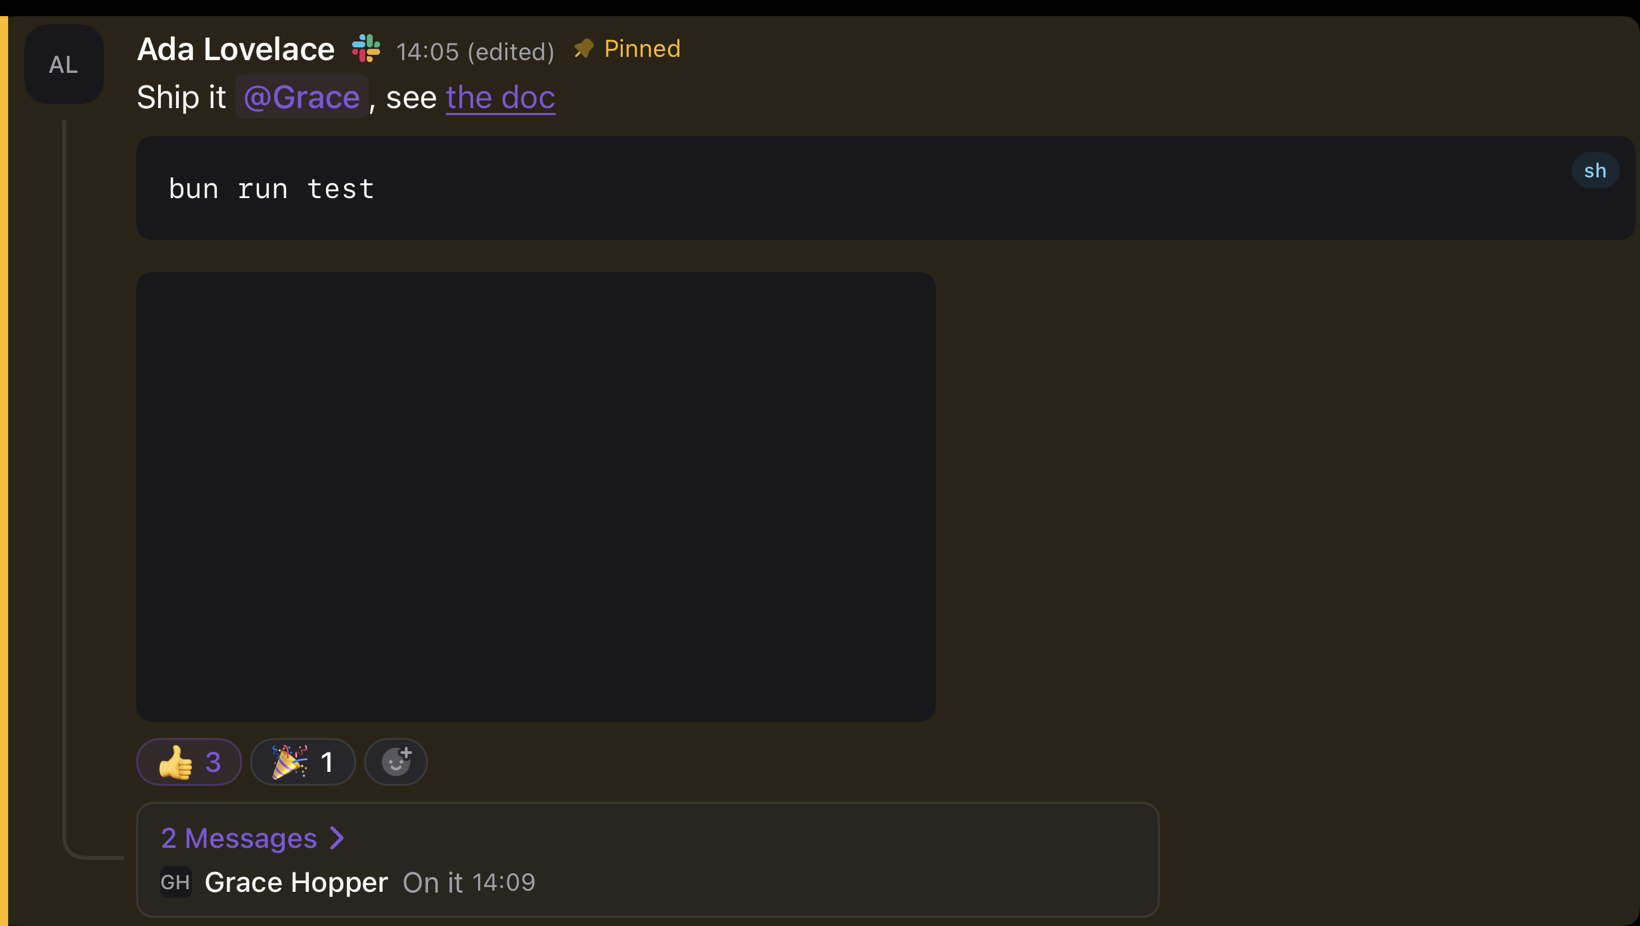 AL
Ada Lovelace 14:05 (edited) Pinned
Ship it @Grace, see the doc
sh
bun run test
👍 3 🎉 1
2 Messages >
GH Grace Hopper On it 14:09